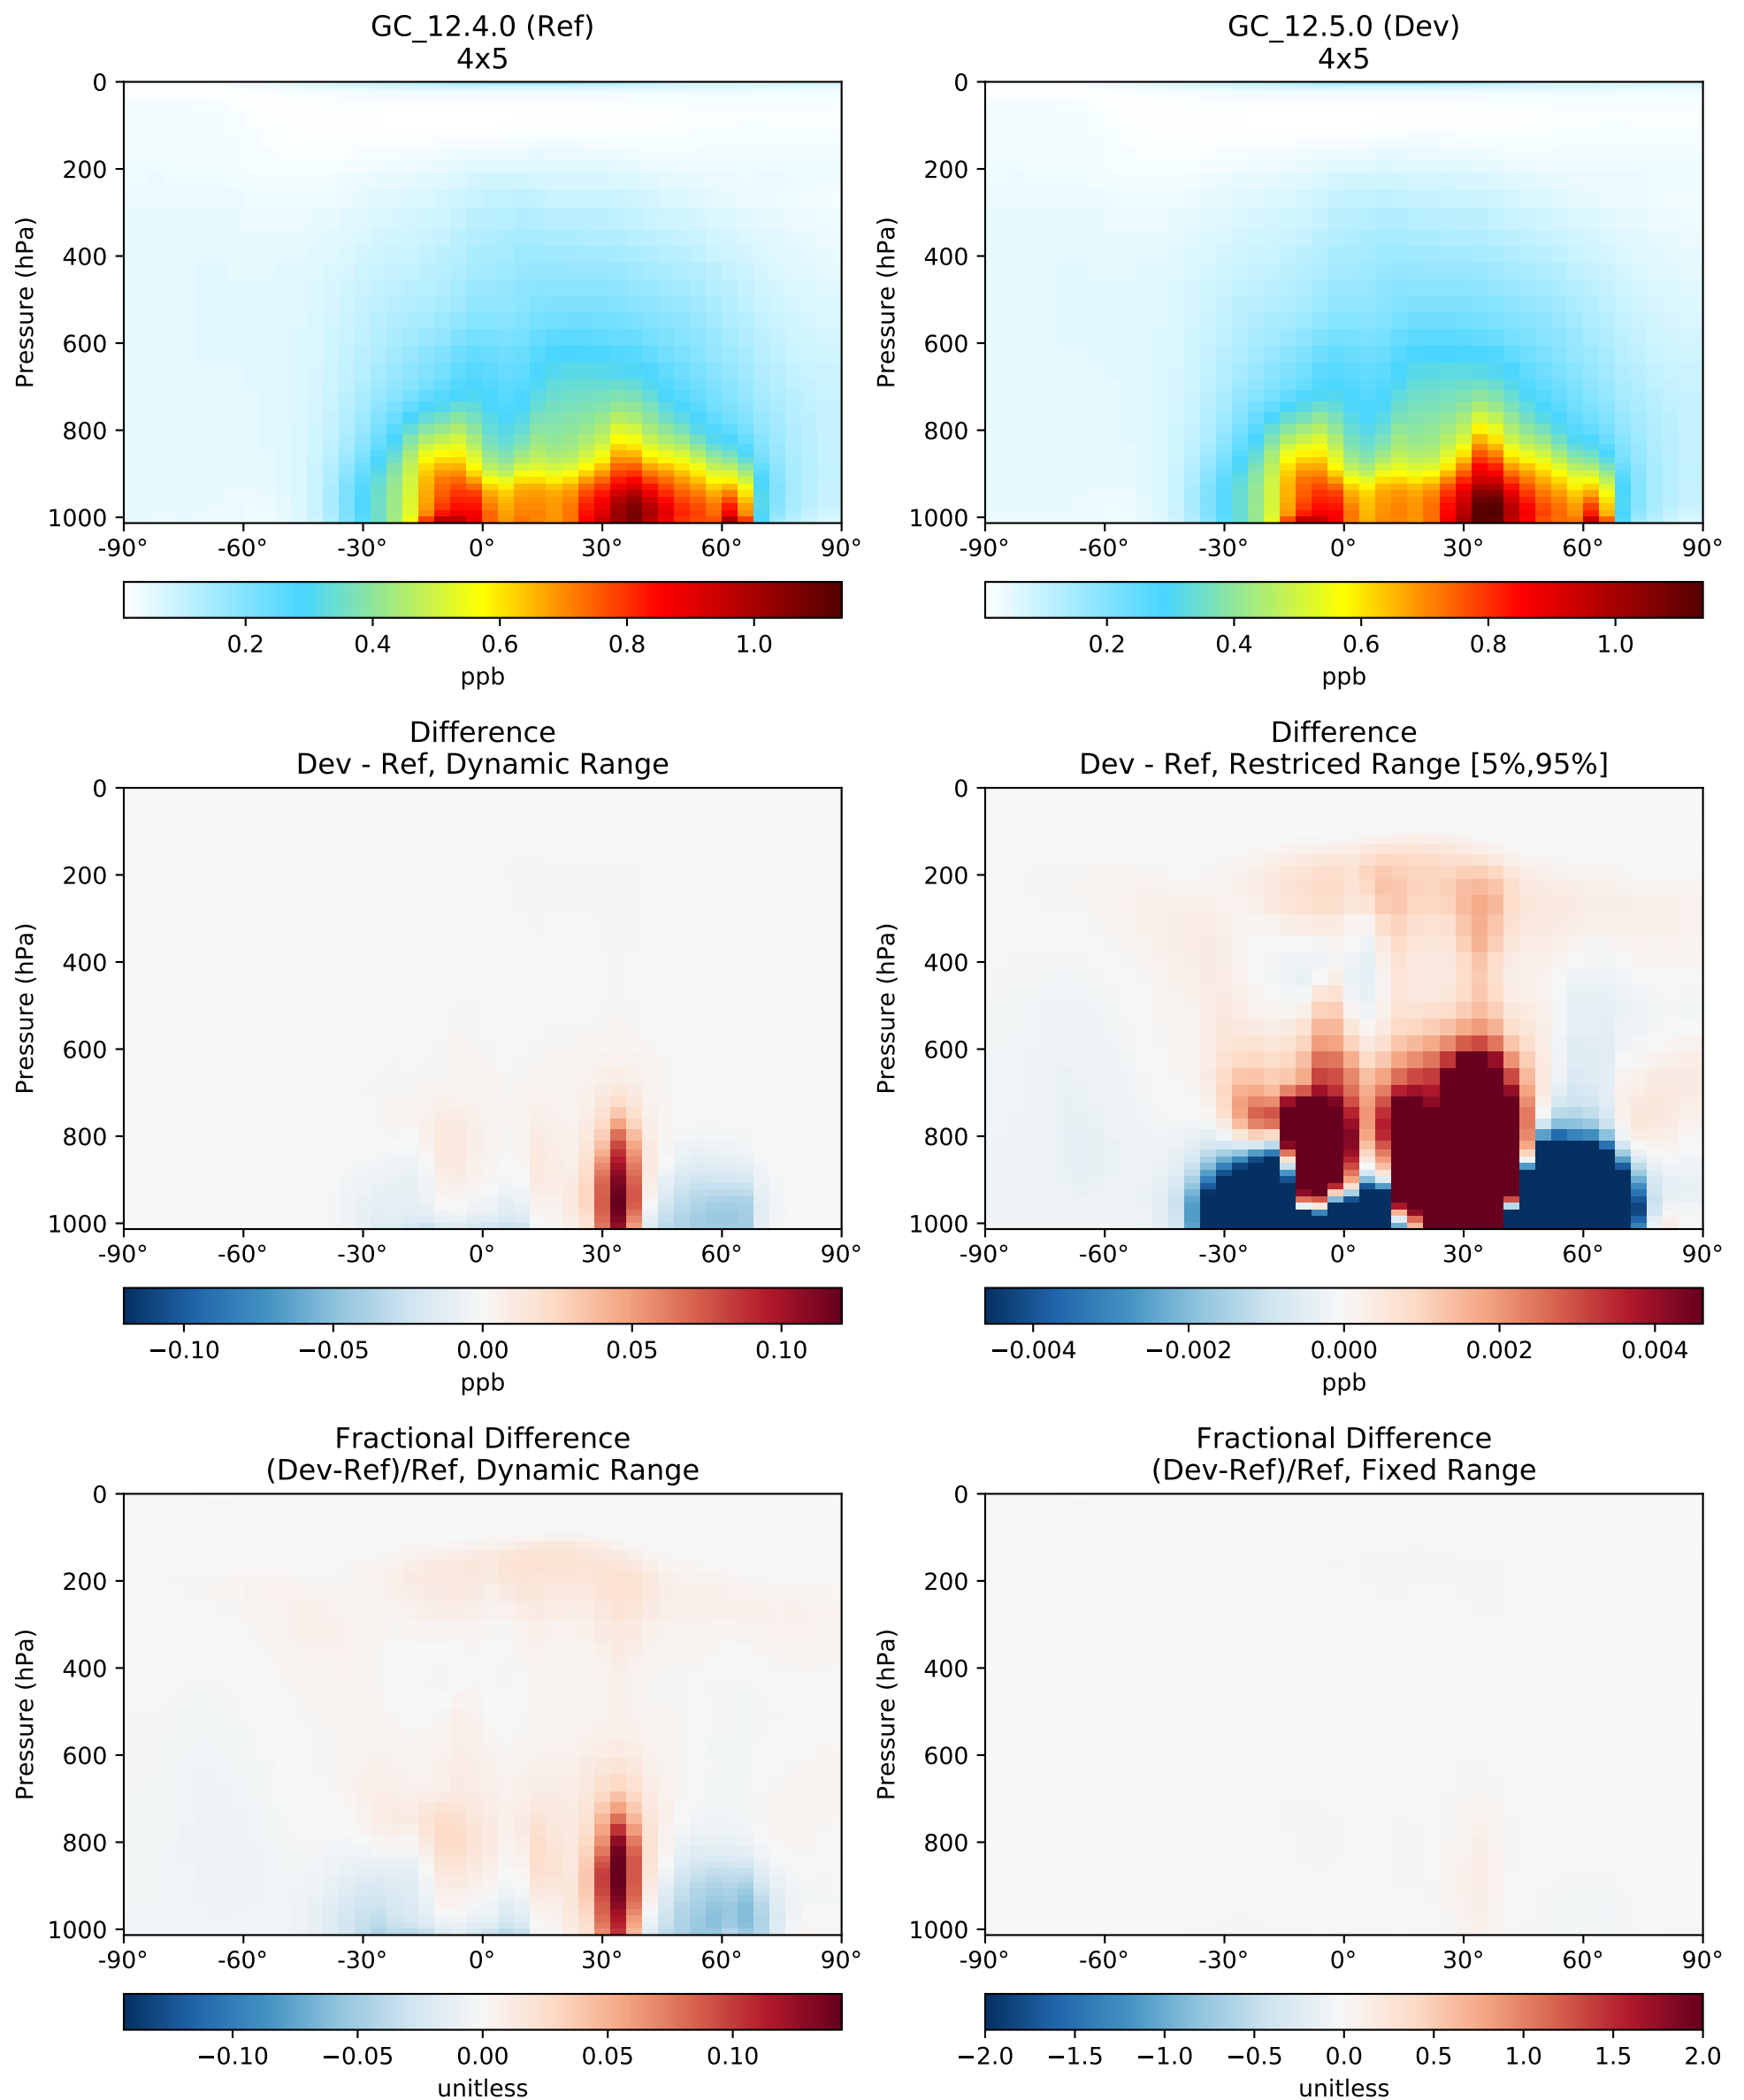 GC_12.4.0 (Ref)
4x5
0
200
400
600
800
1000
Pressure (hPa)
-90° -60° -30° 0° 30° 60° 90°
0.2 0.4 0.6 0.8 1.0
ppb
GC_12.5.0 (Dev)
4x5
0
200
400
600
800
1000
Pressure (hPa)
-90° -60° -30° 0° 30° 60° 90°
0.2 0.4 0.6 0.8 1.0
ppb
Difference
Dev - Ref, Dynamic Range
0
200
400
600
800
1000
Pressure (hPa)
-90° -60° -30° 0° 30° 60° 90°
−0.10 −0.05 0.00 0.05 0.10
ppb
Difference
Dev - Ref, Restriced Range [5%,95%]
0
200
400
600
800
1000
Pressure (hPa)
-90° -60° -30° 0° 30° 60° 90°
−0.004 −0.002 0.000 0.002 0.004
ppb
Fractional Difference
(Dev-Ref)/Ref, Dynamic Range
0
200
400
600
800
1000
Pressure (hPa)
-90° -60° -30° 0° 30° 60° 90°
−0.10 −0.05 0.00 0.05 0.10
unitless
Fractional Difference
(Dev-Ref)/Ref, Fixed Range
0
200
400
600
800
1000
Pressure (hPa)
-90° -60° -30° 0° 30° 60° 90°
−2.0 −1.5 −1.0 −0.5 0.0 0.5 1.0 1.5 2.0
unitless